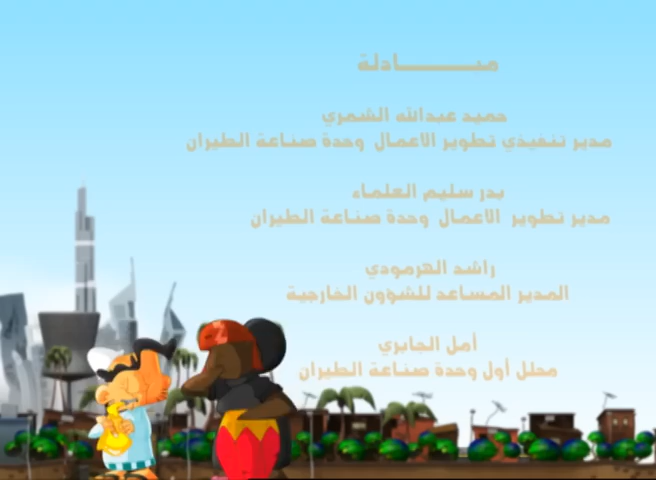 مبـــــــادلة
حميد عبدالله الشمري
مدير تنفيذي تطوير الاعمال وحدة صناعة الطيران
بدر سليم العلماء
مدير تطوير الاعمال وحدة صناعة الطيران
راشد الهرمودي
المدير المساعد للشؤون الخارجية
أمل الجابري
محلل أول وحدة صناعة الطيران